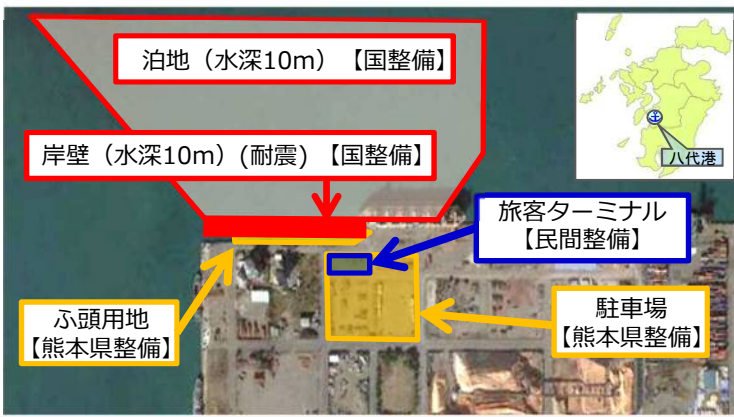 泊地（水深10m）【国整備】
岸壁（水深10m）(耐震)【国整備】
八代港
旅客ターミナル
【民間整備】
ふ頭用地
【熊本県整備】
駐車場
【熊本県整備】